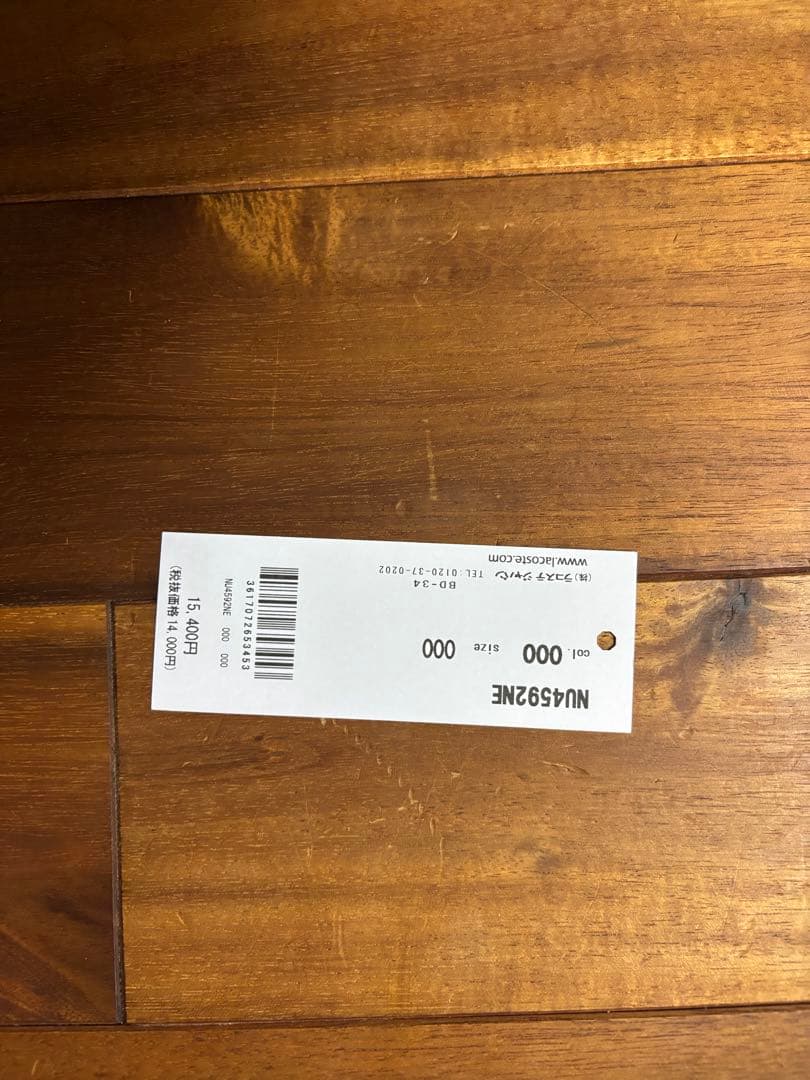 NU4592NE
col. 000 size 000
BD-34
(株)ラコステ ジャパン TEL:0120-37-0202
www.lacoste.com
3617072653453
NU4592NE 000 000
15,400円
(税抜価格14,000円)